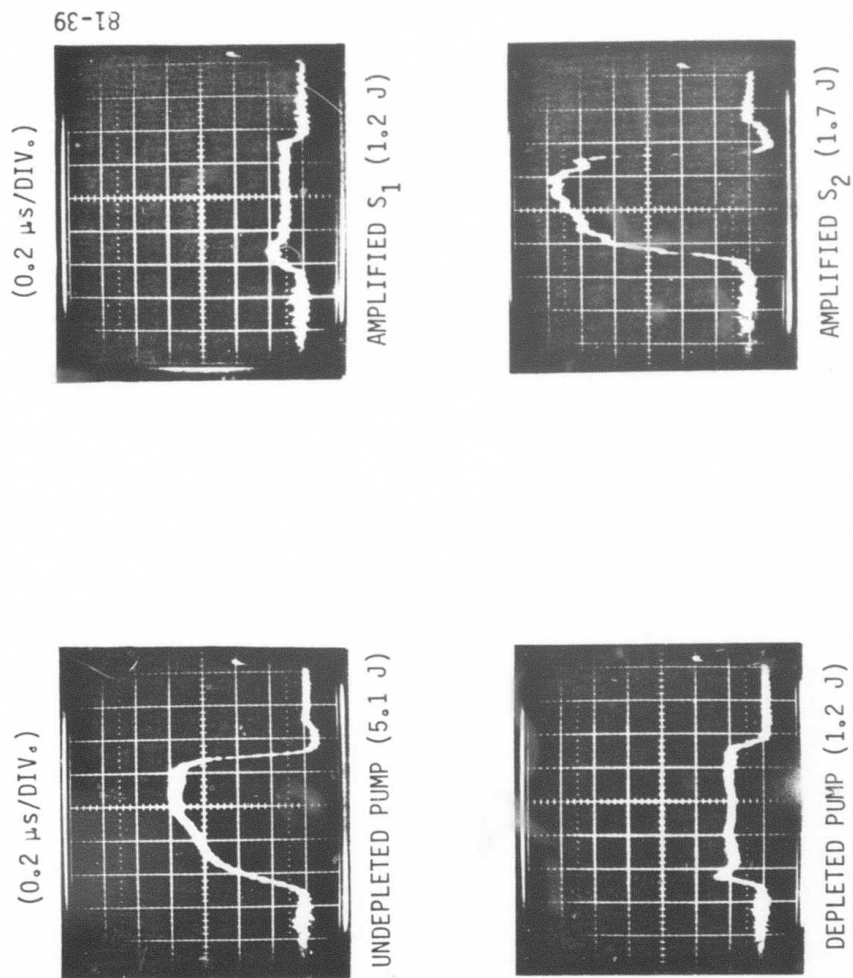 81-39
(0.2 µs/DIV.)
(0.2 µs/DIV.)
UNDEPLETED PUMP (5.1 J)
AMPLIFIED S1 (1.2 J)
DEPLETED PUMP (1.2 J)
AMPLIFIED S2 (1.7 J)